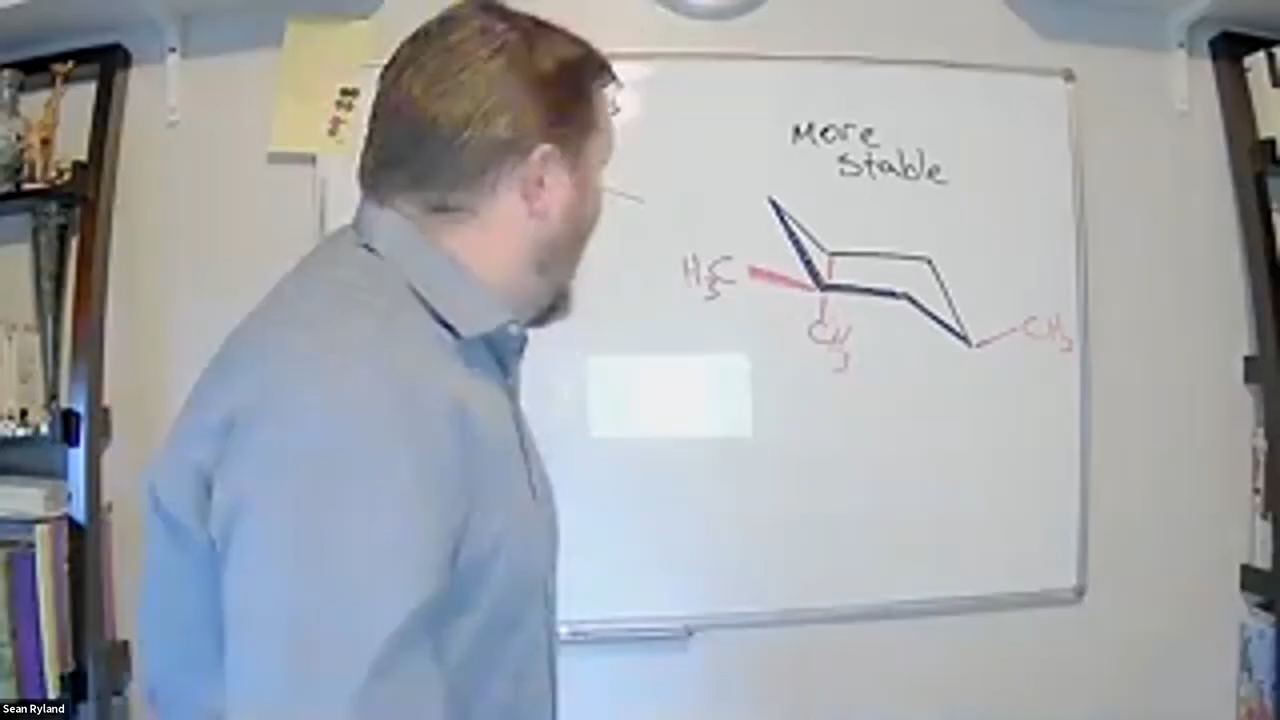 More
Stable
H₃C
CH₃
CH₃
Sean Ryland